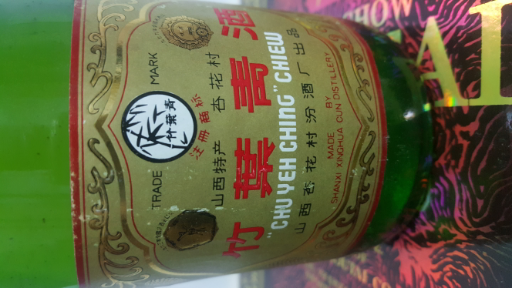 TRADE MARK
竹葉青
注册商标
山西特产 杏花村
竹葉青酒
"CHU YEH CHING" CHIEW
山西杏花村汾酒厂出品
MADE BY
SHANXI XINGHUA CUN DISTILLERY
SHOW